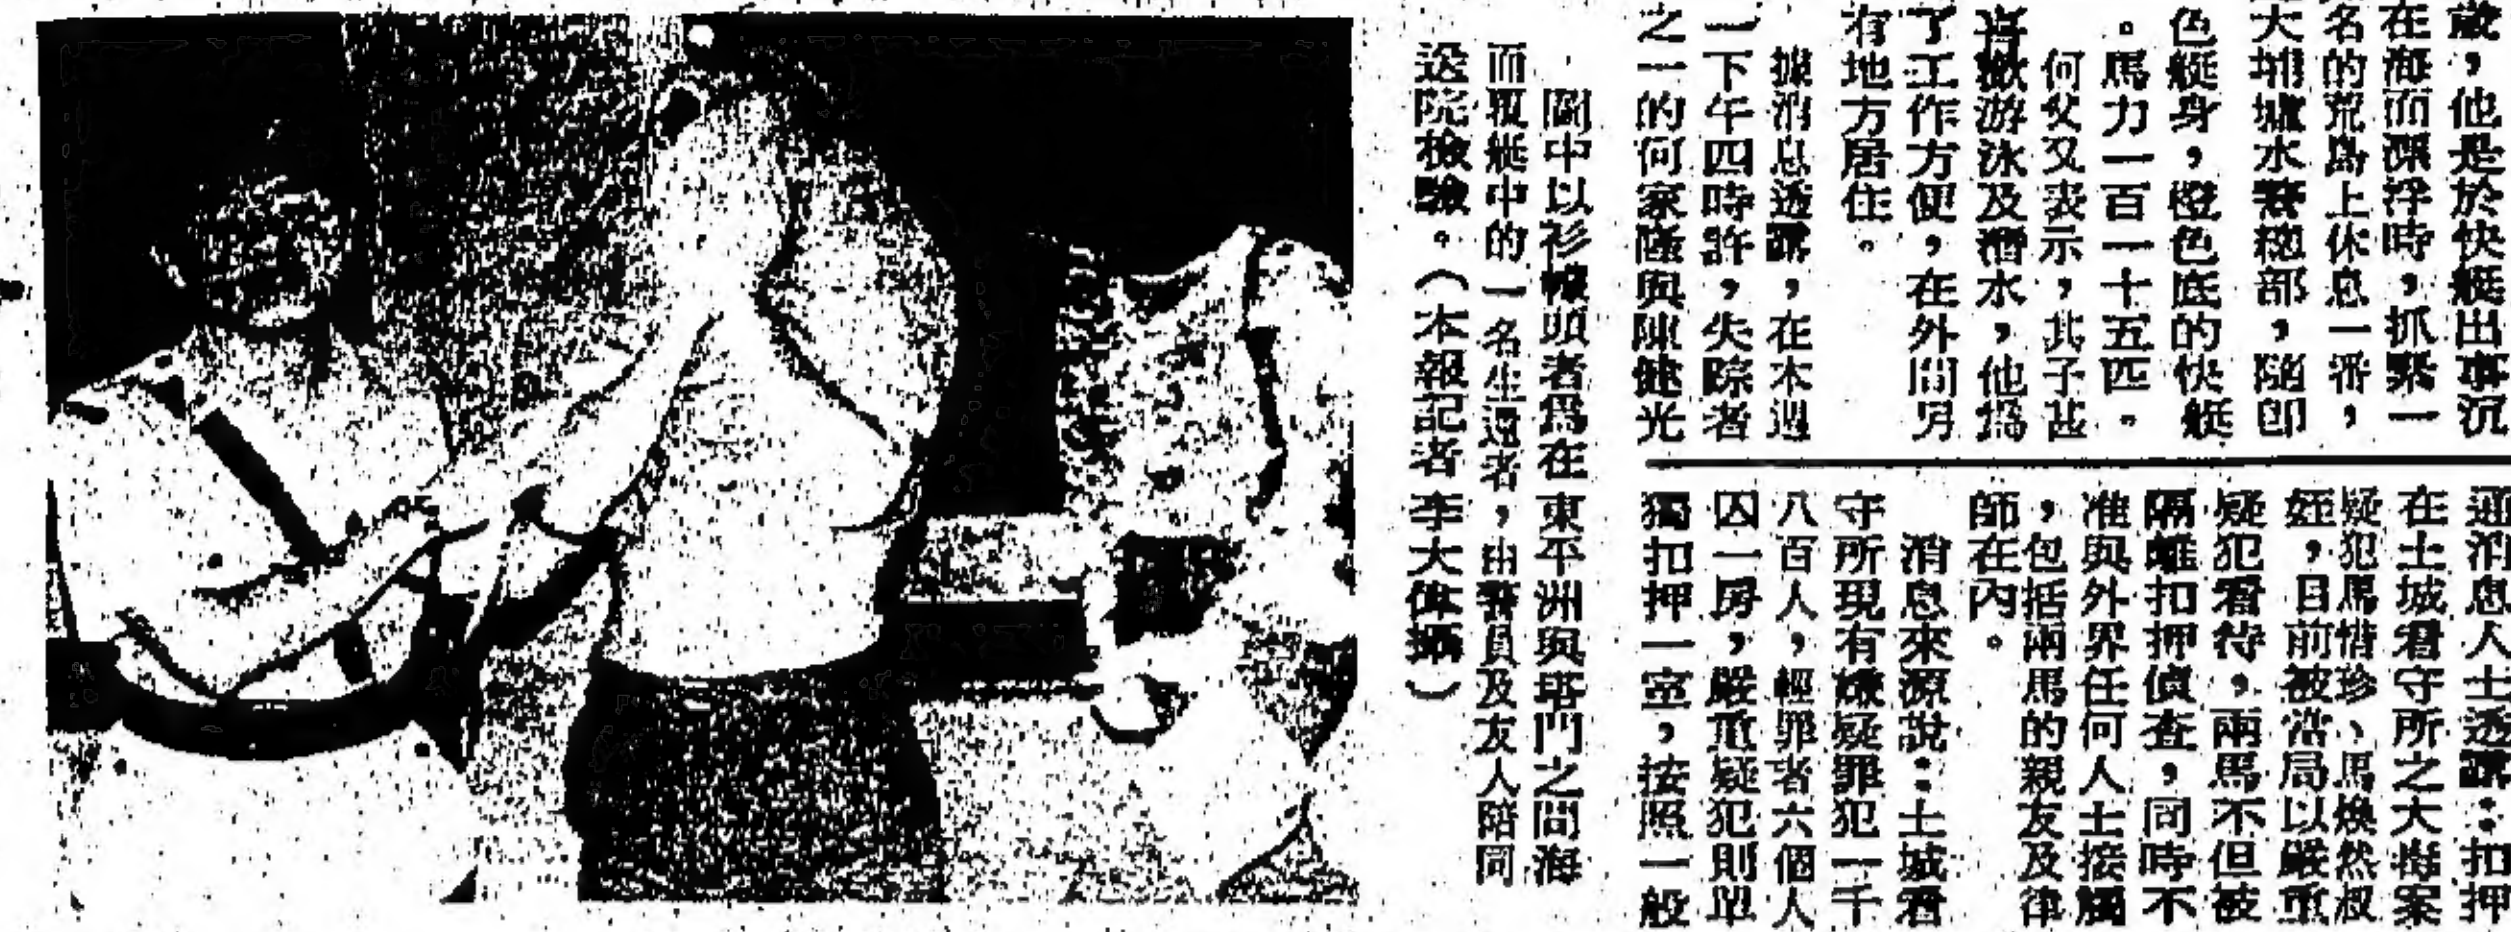 歲，他是於快艇出事沉
在海面漂浮時，抓緊一
名的荒島上休息一番，
大埔墟水警總部，隨即
色艇身，橙色底的快艇
。馬力一百一十五匹。
何父又表示，其子甚
喜歡游泳及潛水，他為
了工作方便，在外間另
有地方居住。
據消息透露，在本週
一下午四時許，失踪者
之一的何家隆與陳健光
通消息人士透露：扣押
在土城看守所之大
疑犯馬惜珍、馬煥然叔
姪，目前被當局以嚴重
疑犯看待，兩馬不但被
隔離扣押偵查，同時不
准與外界任何人士接觸
，包括兩馬的親友及律
師在內。
消息來源說：土城看
守所現有嫌疑罪犯一千
八百人，輕罪者六個人
囚一房，嚴重疑犯則單
獨扣押一室，按照一般
圖中以衫幪頭者為在東平洲與塔門之間海
而覆艇中的一名生還者，由警員及友人陪同
送院檢驗。（本報記者李大偉攝）